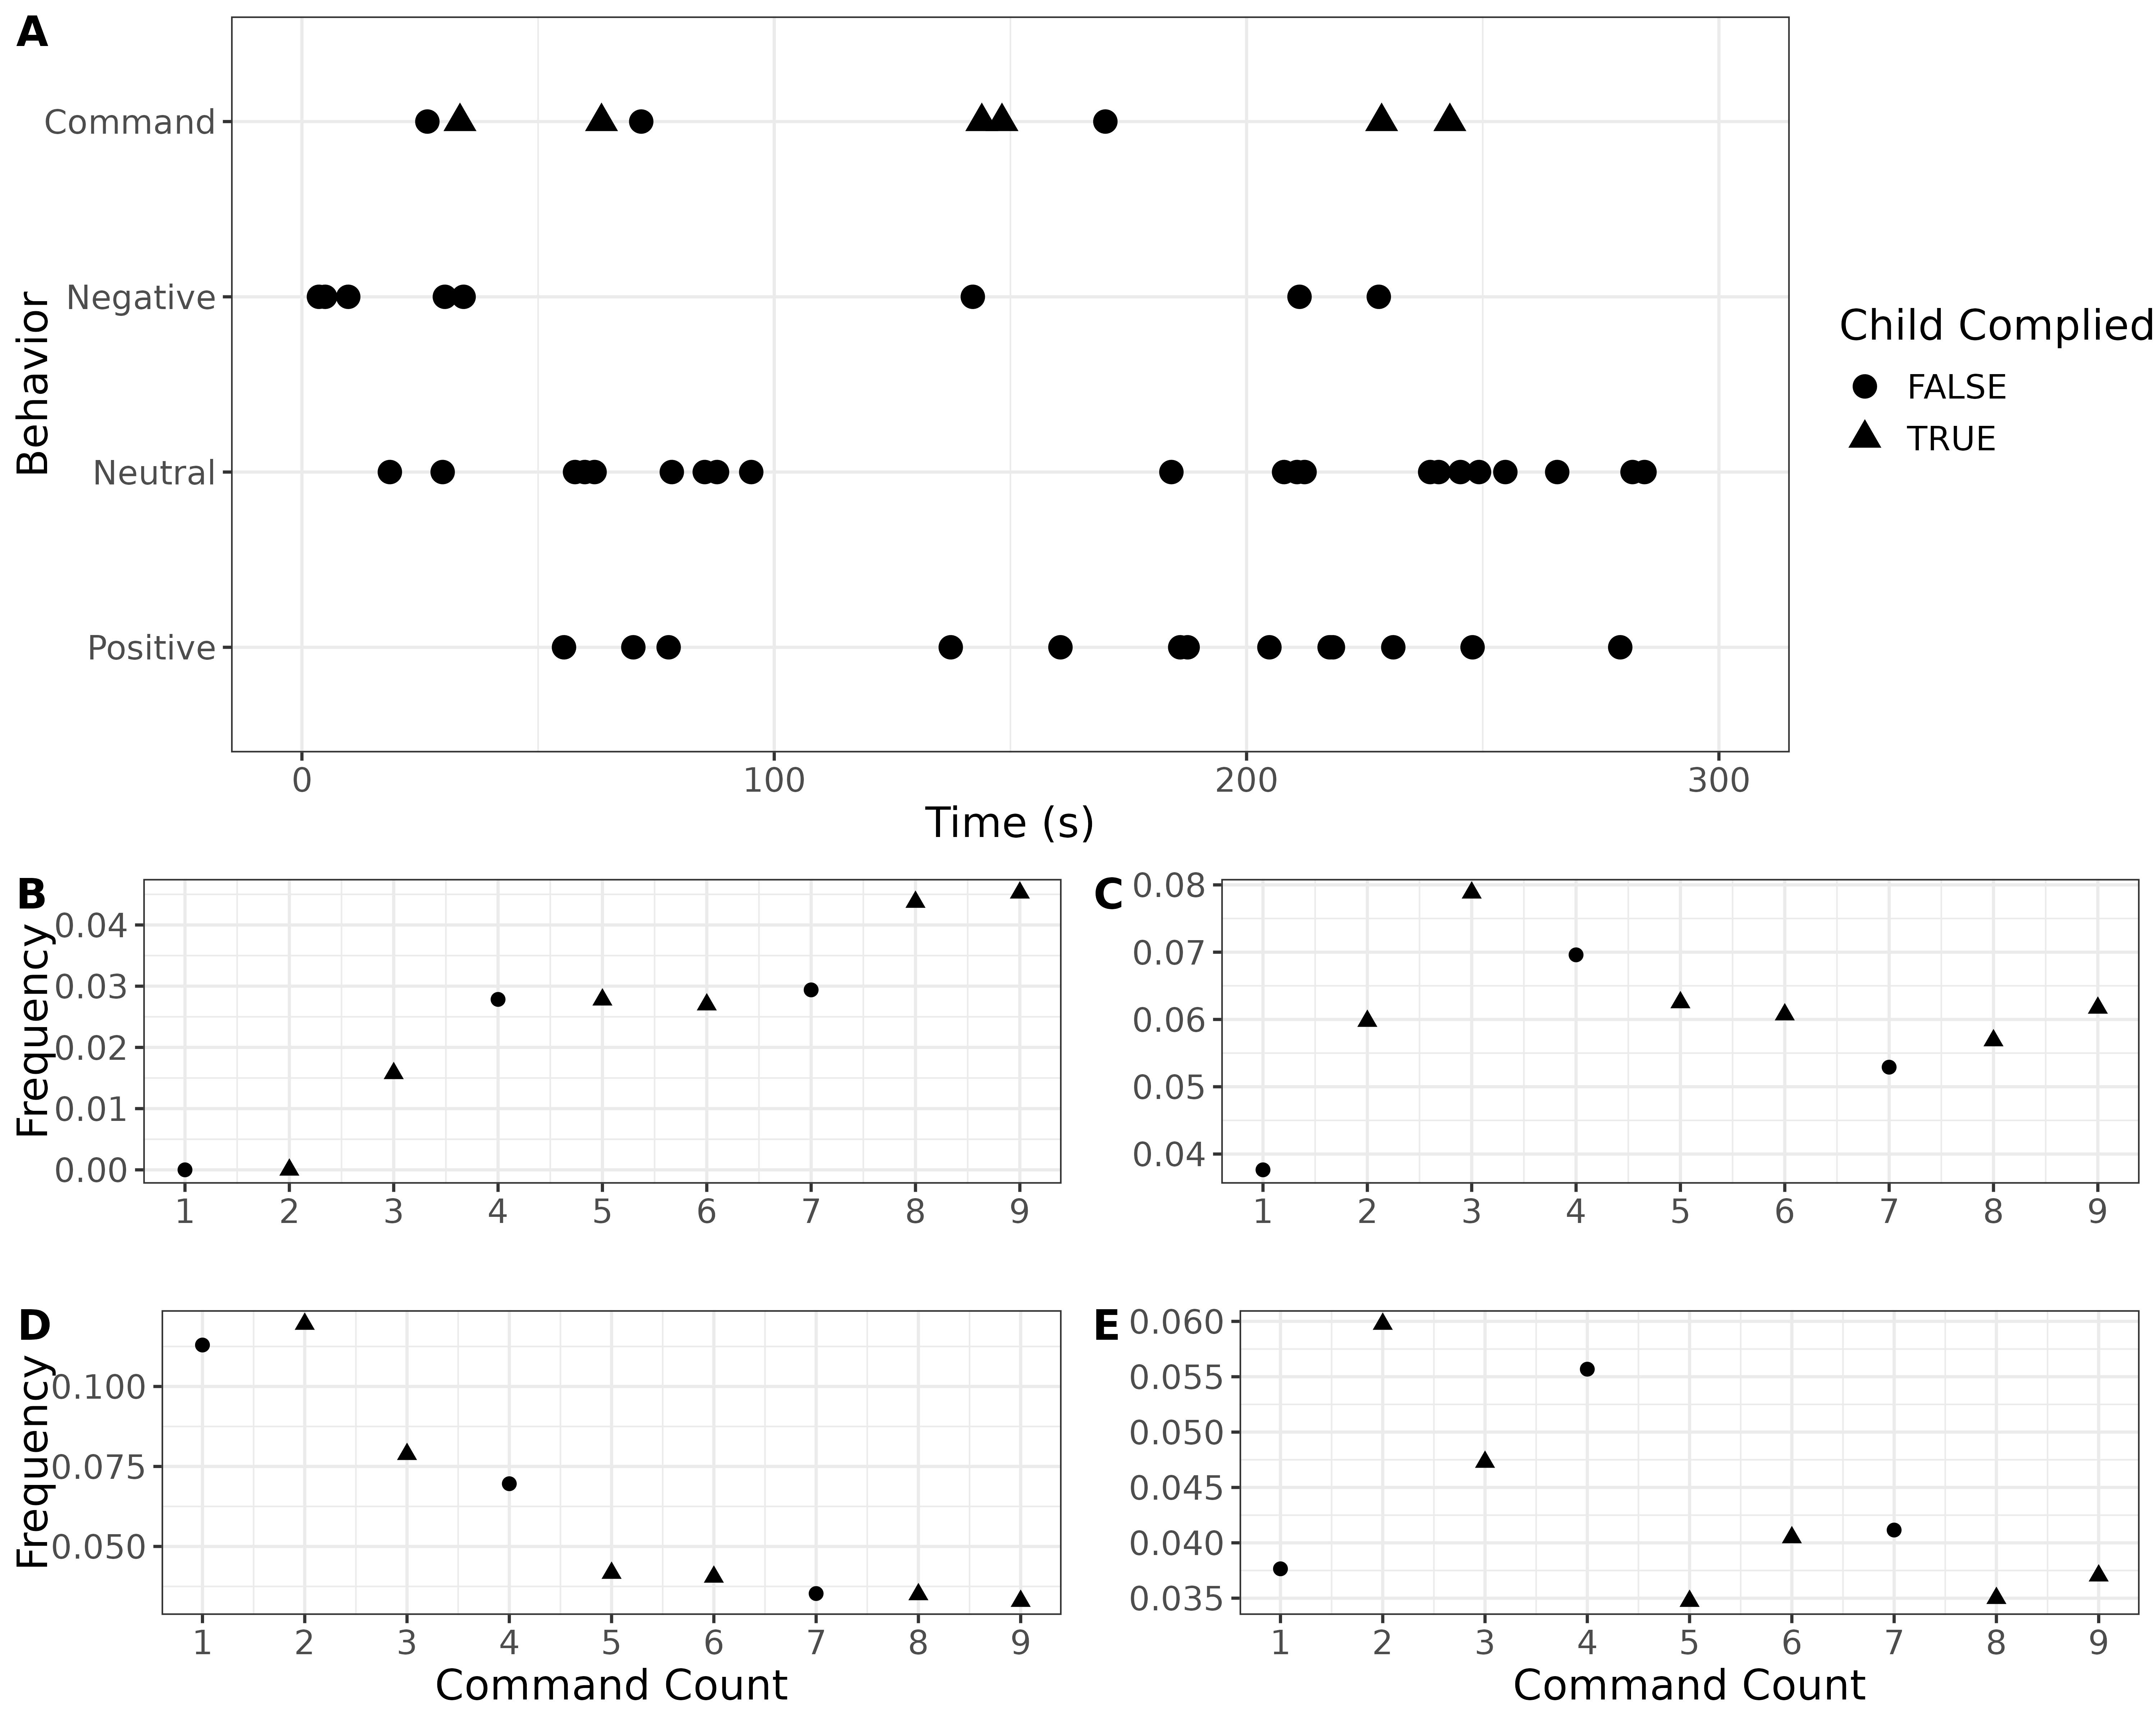 A
Command
Negative
Neutral
Positive
Behavior
0 100 200 300
Time (s)
Child Complied
FALSE
TRUE
B
Frequency
0.04
0.03
0.02
0.01
0.00
1 2 3 4 5 6 7 8 9
C
0.08
0.07
0.06
0.05
0.04
1 2 3 4 5 6 7 8 9
D
Frequency
0.100
0.075
0.050
1 2 3 4 5 6 7 8 9
Command Count
E
0.060
0.055
0.050
0.045
0.040
0.035
1 2 3 4 5 6 7 8 9
Command Count